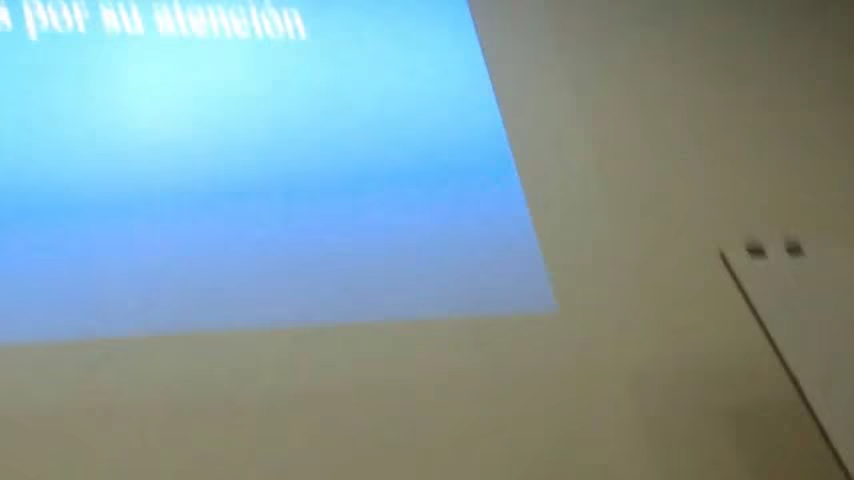 por su atención